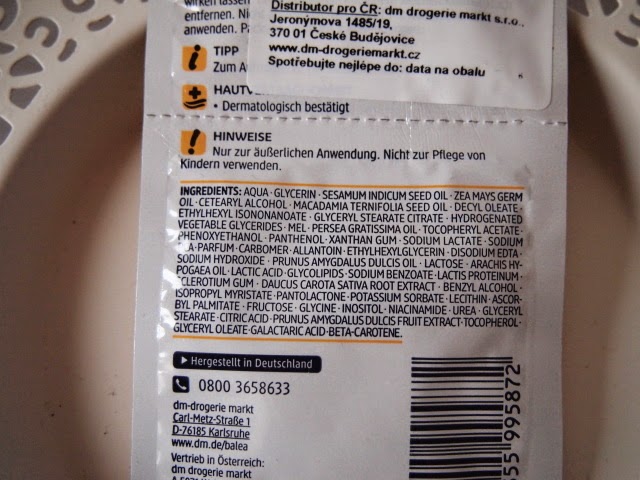 wirken lassen
entfernen. Ni
anwenden. Pa
Distributor pro ČR: dm drogerie markt s.r.o.,
Jeronýmova 1485/19,
370 01 České Budějovice
www.dm-drogeriemarkt.cz
Spotřebujte nejlépe do: data na obalu
TIPP
Zum A
HAUTV
• Dermatologisch bestätigt
HINWEISE
Nur zur äußerlichen Anwendung. Nicht zur Pflege von
Kindern verwenden.
INGREDIENTS: AQUA · GLYCERIN · SESAMUM INDICUM SEED OIL · ZEA MAYS GERM
OIL · CETEARYL ALCOHOL · MACADAMIA TERNIFOLIA SEED OIL · DECYL OLEATE ·
ETHYLHEXYL ISONONANOATE · GLYCERYL STEARATE CITRATE · HYDROGENATED
VEGETABLE GLYCERIDES · MEL · PERSEA GRATISSIMA OIL · TOCOPHERYL ACETATE ·
PHENOXYETHANOL · PANTHENOL · XANTHAN GUM · SODIUM LACTATE · SODIUM
CA · PARFUM · CARBOMER · ALLANTOIN · ETHYLHEXYLGLYCERIN · DISODIUM EDTA ·
SODIUM HYDROXIDE · PRUNUS AMYGDALUS DULCIS OIL · LACTOSE · ARACHIS HY-
POGAEA OIL · LACTIC ACID · GLYCOLIPIDS · SODIUM BENZOATE · LACTIS PROTEINUM ·
SCLEROTIUM GUM · DAUCUS CAROTA SATIVA ROOT EXTRACT · BENZYL ALCOHOL ·
ISOPROPYL MYRISTATE · PANTOLACTONE · POTASSIUM SORBATE · LECITHIN · ASCOR-
BYL PALMITATE · FRUCTOSE · GLYCINE · INOSITOL · NIACINAMIDE · UREA · GLYCERYL
STEARATE · CITRIC ACID · PRUNUS AMYGDALUS DULCIS FRUIT EXTRACT · TOCOPHEROL ·
GLYCERYL OLEATE · GALACTARIC ACID · BETA-CAROTENE.
Hergestellt in Deutschland
0800 3658633
dm-drogerie markt
Carl-Metz-Straße 1
D-76185 Karlsruhe
www.dm.de/balea
Vertrieb in Österreich:
dm drogerie markt
55 995872